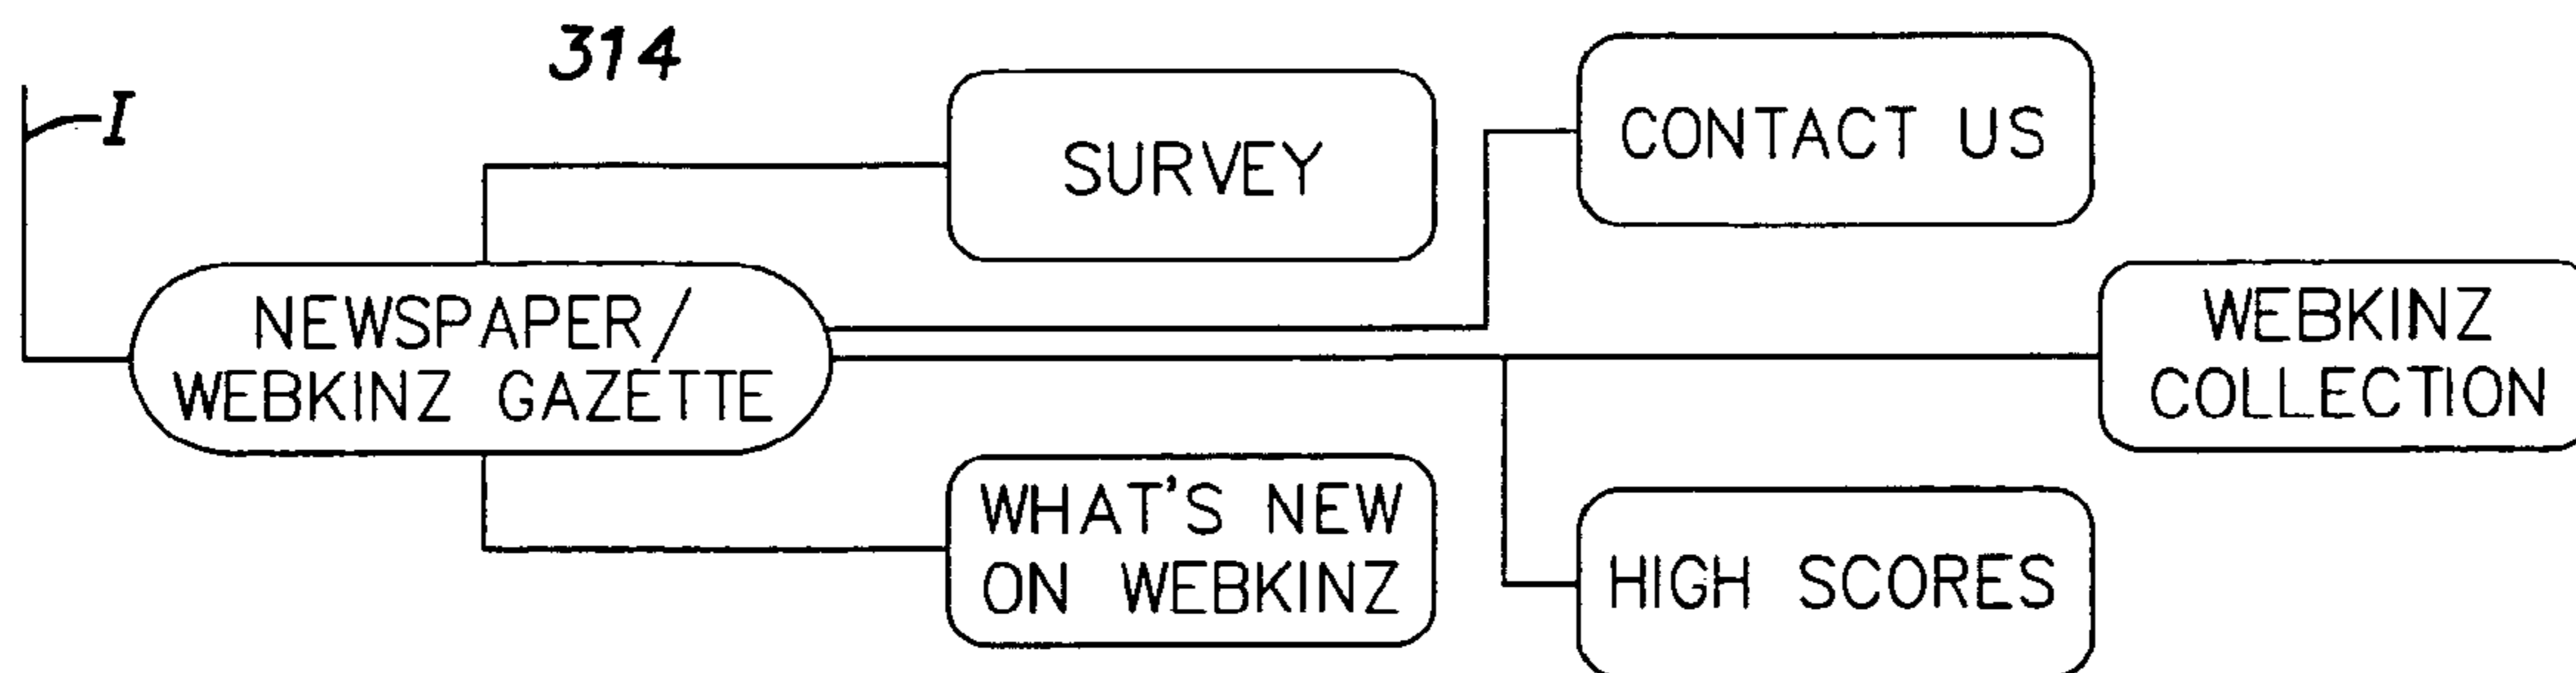 314
I
SURVEY
CONTACT US
NEWSPAPER/
WEBKINZ GAZETTE
WEBKINZ
COLLECTION
WHAT'S NEW
ON WEBKINZ
HIGH SCORES